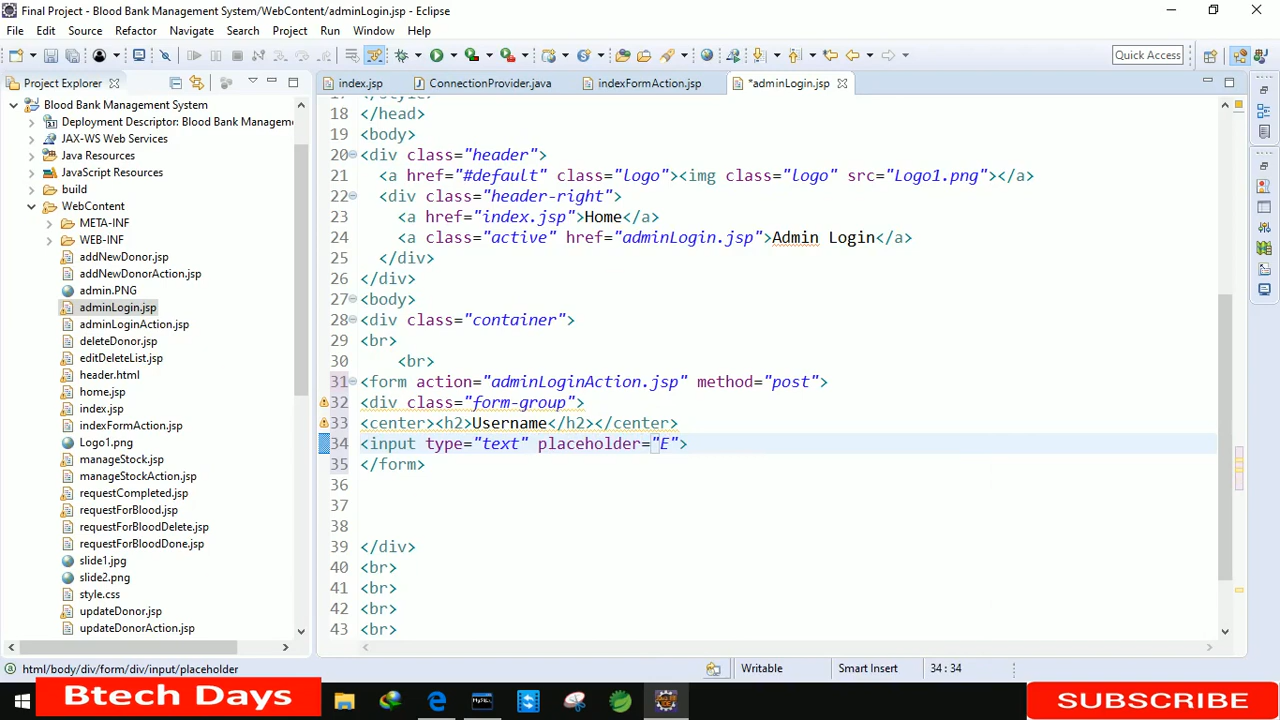 Final Project - Blood Bank Management System/WebContent/adminLogin.jsp - Eclipse
File Edit Source Refactor Navigate Search Project Run Window Help
Quick Access
Project Explorer
index.jsp ConnectionProvider.java indexFormAction.jsp *adminLogin.jsp
Blood Bank Management System
Deployment Descriptor: Blood Bank Manageme
JAX-WS Web Services
Java Resources
JavaScript Resources
build
WebContent
META-INF
WEB-INF
addNewDonor.jsp
addNewDonorAction.jsp
admin.PNG
adminLogin.jsp
adminLoginAction.jsp
deleteDonor.jsp
editDeleteList.jsp
header.html
home.jsp
index.jsp
indexFormAction.jsp
Logo1.png
manageStock.jsp
manageStockAction.jsp
requestCompleted.jsp
requestForBlood.jsp
requestForBloodDelete.jsp
requestForBloodDone.jsp
slide1.jpg
slide2.png
style.css
updateDonor.jsp
updateDonorAction.jsp
17 </style>
18 </head>
19 <body>
20 <div class="header">
21 <a href="#default" class="logo"><img class="logo" src="Logo1.png"></a>
22 <div class="header-right">
23 <a href="index.jsp">Home</a>
24 <a class="active" href="adminLogin.jsp">Admin Login</a>
25 </div>
26 </div>
27 <body>
28 <div class="container">
29 <br>
30 <br>
31 <form action="adminLoginAction.jsp" method="post">
32 <div class="form-group">
33 <center><h2>Username</h2></center>
34 <input type="text" placeholder="E">
35 </form>
36
37
38
39 </div>
40 <br>
41 <br>
42 <br>
43 <br>
html/body/div/form/div/input/placeholder
Writable Smart Insert 34 : 34
Btech Days
SUBSCRIBE